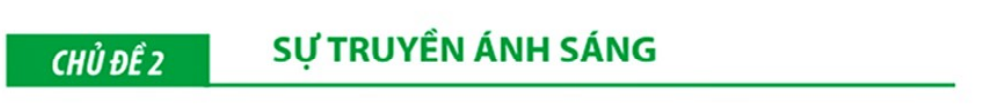 CHỦ ĐỀ 2
SỰ TRUYỀN ÁNH SÁNG